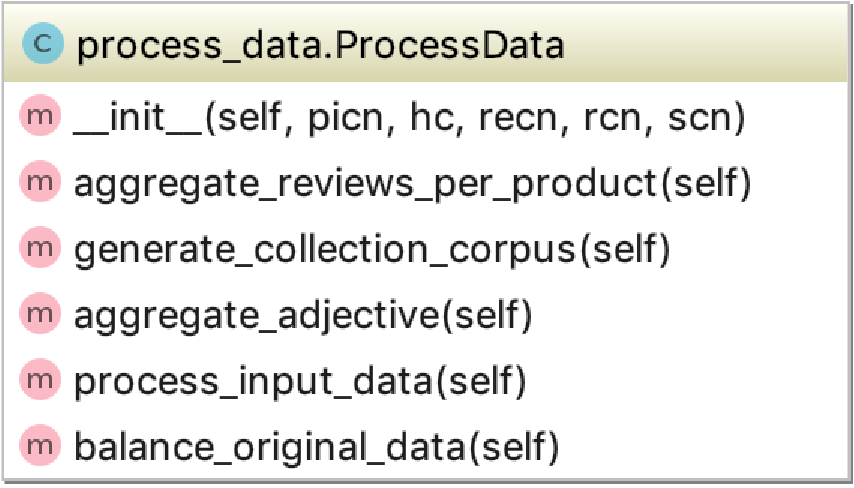 C process_data.ProcessData
m __init__(self, picn, hc, recn, rcn, scn)
m aggregate_reviews_per_product(self)
m generate_collection_corpus(self)
m aggregate_adjective(self)
m process_input_data(self)
m balance_original_data(self)